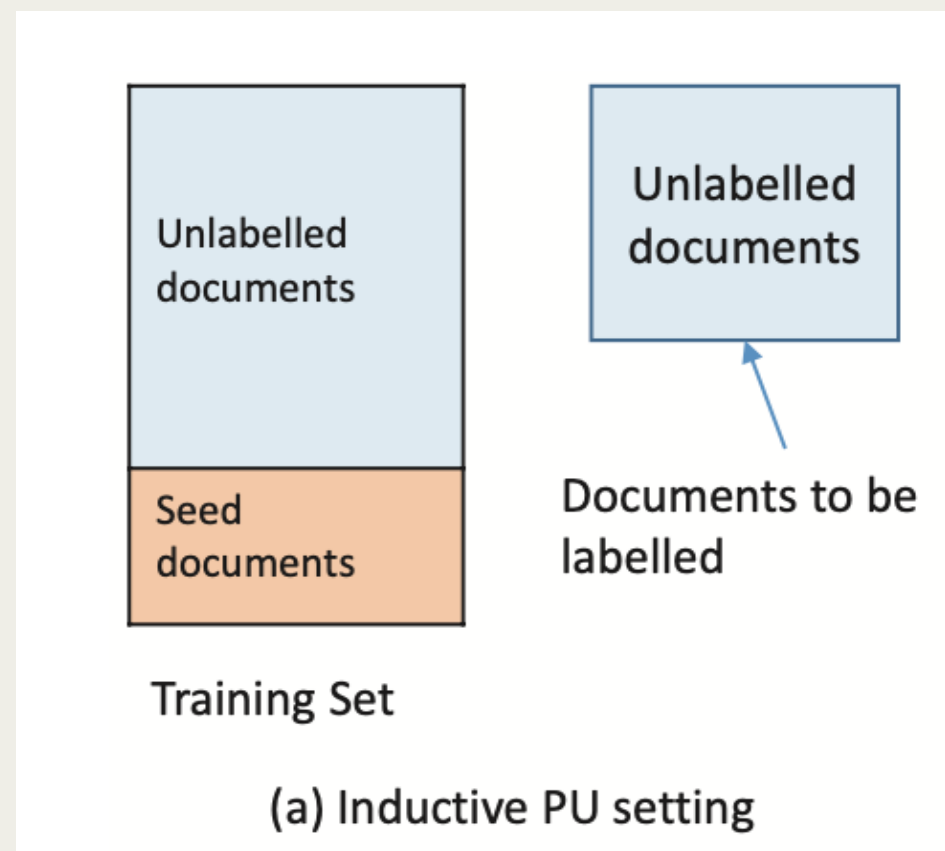 Unlabelled
documents
Seed
documents
Training Set
Unlabelled
documents
Documents to be
labelled
(a) Inductive PU setting